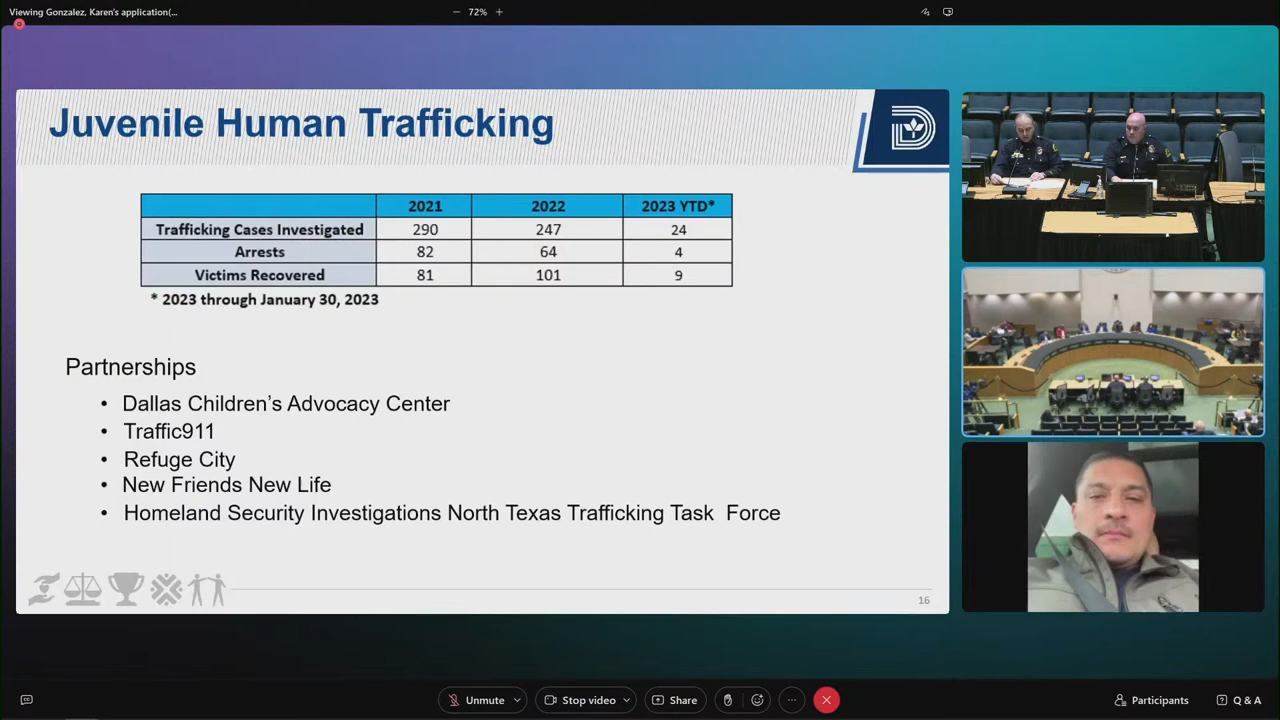 Viewing Gonzalez, Karen's application(...
72%
Juvenile Human Trafficking
2021 2022 2023 YTD*
Trafficking Cases Investigated 290 247 24
Arrests 82 64 4
Victims Recovered 81 101 9
* 2023 through January 30, 2023
Partnerships
• Dallas Children's Advocacy Center
• Traffic911
• Refuge City
• New Friends New Life
• Homeland Security Investigations North Texas Trafficking Task Force
16
Unmute
Stop video
Share
Participants
Q & A